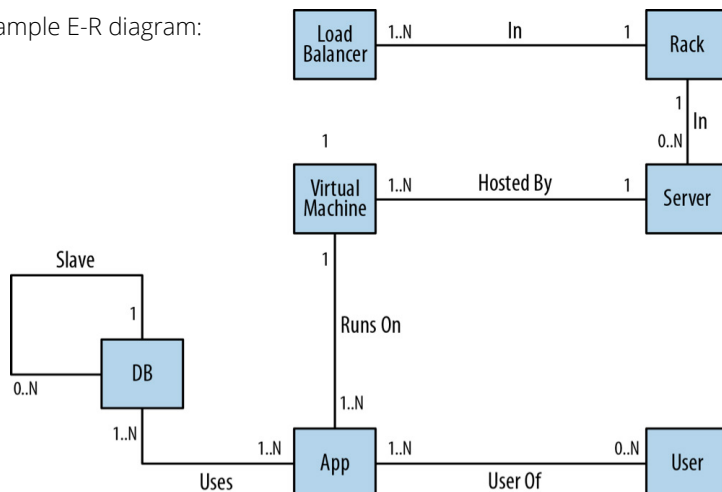 ample E-R diagram:
Load
Balancer
1..N
In
1
Rack
1
In
0..N
1
Virtual
Machine
1..N
Hosted By
1
Server
1
Slave
1
Runs On
DB
0..N
1..N
1..N
1..N
App
1..N
0..N
User
Uses
User Of